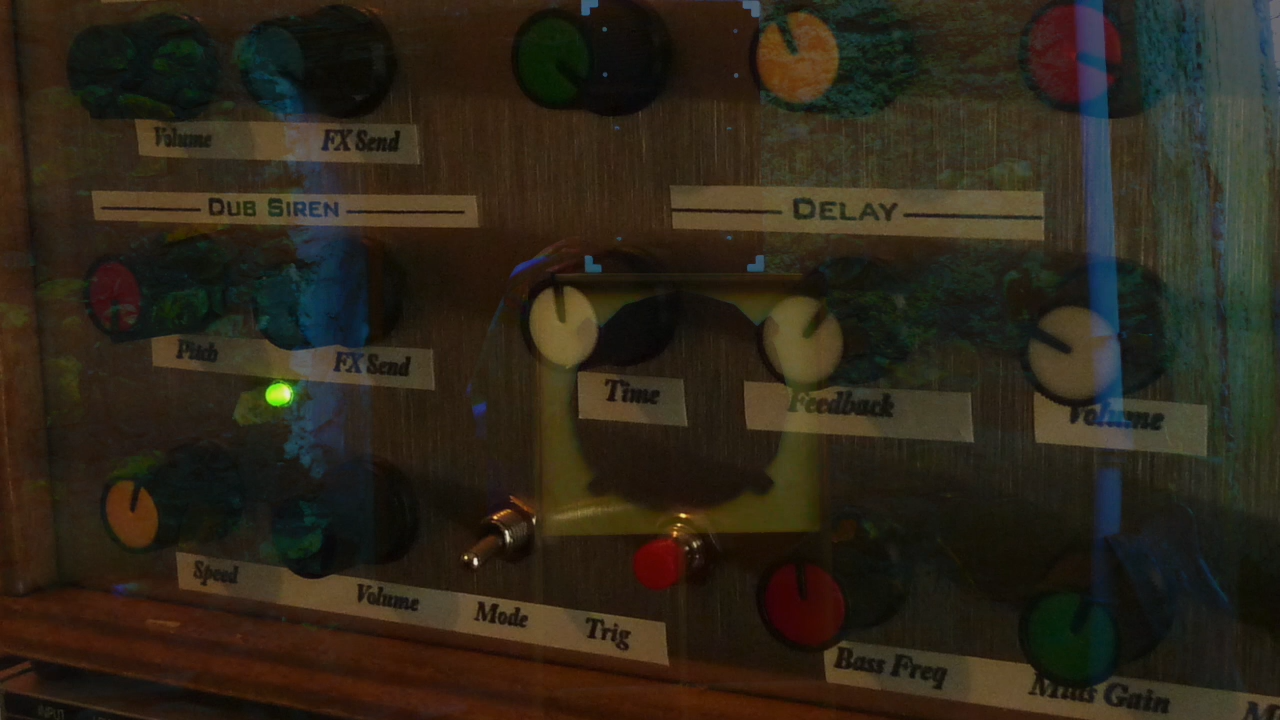 Volume FX Send
DUB SIREN DELAY
Pitch FX Send
Time Feedback Volume
Speed Volume Mode Trig
Bass Freq Mids Gain M
INPUT